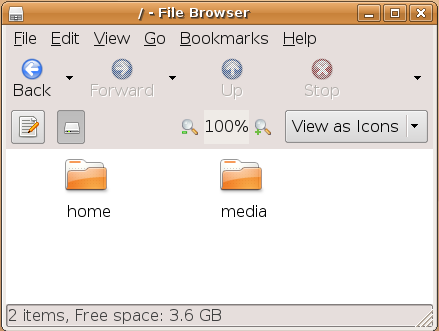 / - File Browser
File Edit View Go Bookmarks Help
Back Forward Up Stop
100% View as Icons
home media
2 items, Free space: 3.6 GB